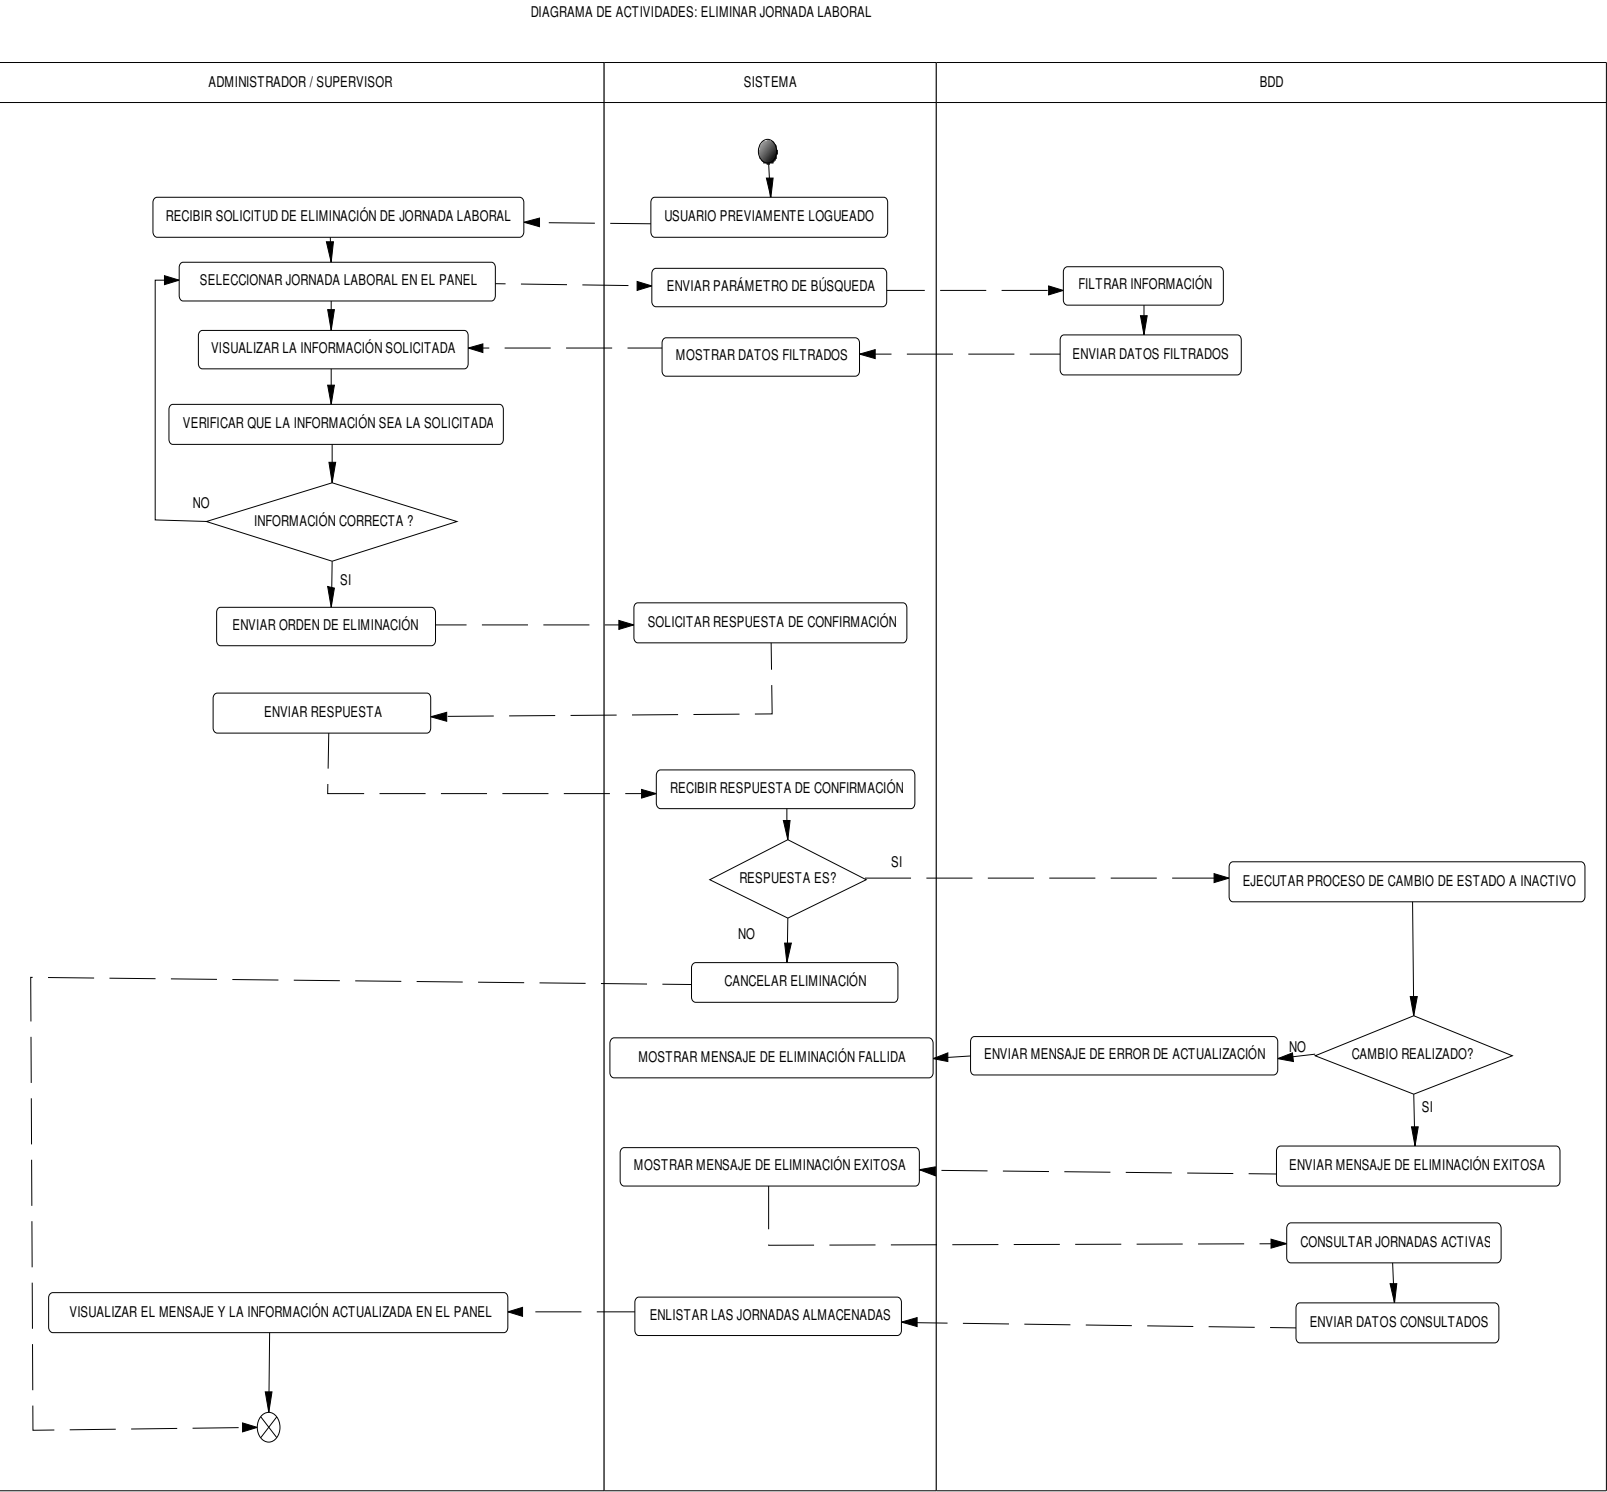 DIAGRAMA DE ACTIVIDADES: ELIMINAR JORNADA LABORAL
ADMINISTRADOR / SUPERVISOR
SISTEMA
BDD
RECIBIR SOLICITUD DE ELIMINACIÓN DE JORNADA LABORAL
USUARIO PREVIAMENTE LOGUEADO
SELECCIONAR JORNADA LABORAL EN EL PANEL
ENVIAR PARÁMETRO DE BÚSQUEDA
FILTRAR INFORMACIÓN
VISUALIZAR LA INFORMACIÓN SOLICITADA
MOSTRAR DATOS FILTRADOS
ENVIAR DATOS FILTRADOS
VERIFICAR QUE LA INFORMACIÓN SEA LA SOLICITADA
NO
INFORMACIÓN CORRECTA ?
SI
ENVIAR ORDEN DE ELIMINACIÓN
SOLICITAR RESPUESTA DE CONFIRMACIÓN
ENVIAR RESPUESTA
RECIBIR RESPUESTA DE CONFIRMACIÓN
RESPUESTA ES?
SI
EJECUTAR PROCESO DE CAMBIO DE ESTADO A INACTIVO
NO
CANCELAR ELIMINACIÓN
MOSTRAR MENSAJE DE ELIMINACIÓN FALLIDA
ENVIAR MENSAJE DE ERROR DE ACTUALIZACIÓN
NO
CAMBIO REALIZADO?
SI
MOSTRAR MENSAJE DE ELIMINACIÓN EXITOSA
ENVIAR MENSAJE DE ELIMINACIÓN EXITOSA
CONSULTAR JORNADAS ACTIVAS
VISUALIZAR EL MENSAJE Y LA INFORMACIÓN ACTUALIZADA EN EL PANEL
ENLISTAR LAS JORNADAS ALMACENADAS
ENVIAR DATOS CONSULTADOS